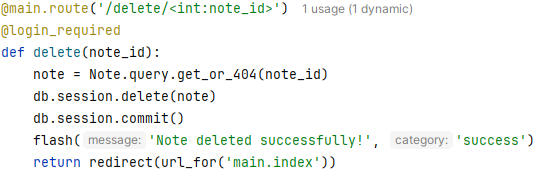 @main.route('/delete/<int:note_id>') 1 usage (1 dynamic)
@login_required
def delete(note_id):
    note = Note.query.get_or_404(note_id)
    db.session.delete(note)
    db.session.commit()
    flash( message: 'Note deleted successfully!', category: 'success')
    return redirect(url_for('main.index'))